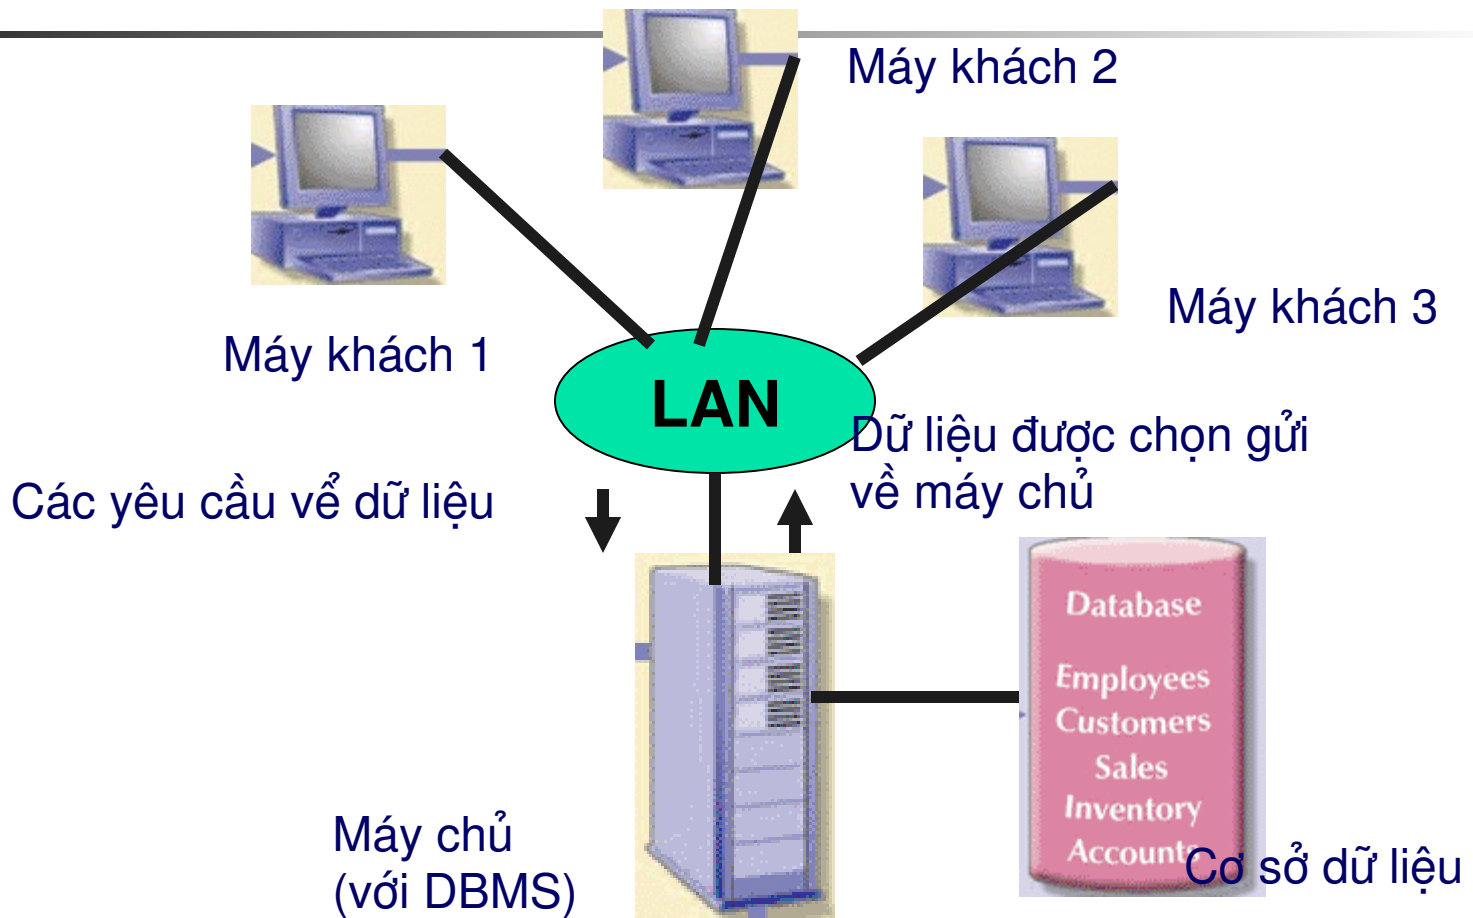 Máy khách 2
Máy khách 3
Máy khách 1
LAN
Dữ liệu được chọn gửi
về máy chủ
Các yêu cầu vể dữ liệu
Database
Employees
Customers
Sales
Inventory
Accounts
Cơ sở dữ liệu
Máy chủ
(với DBMS)